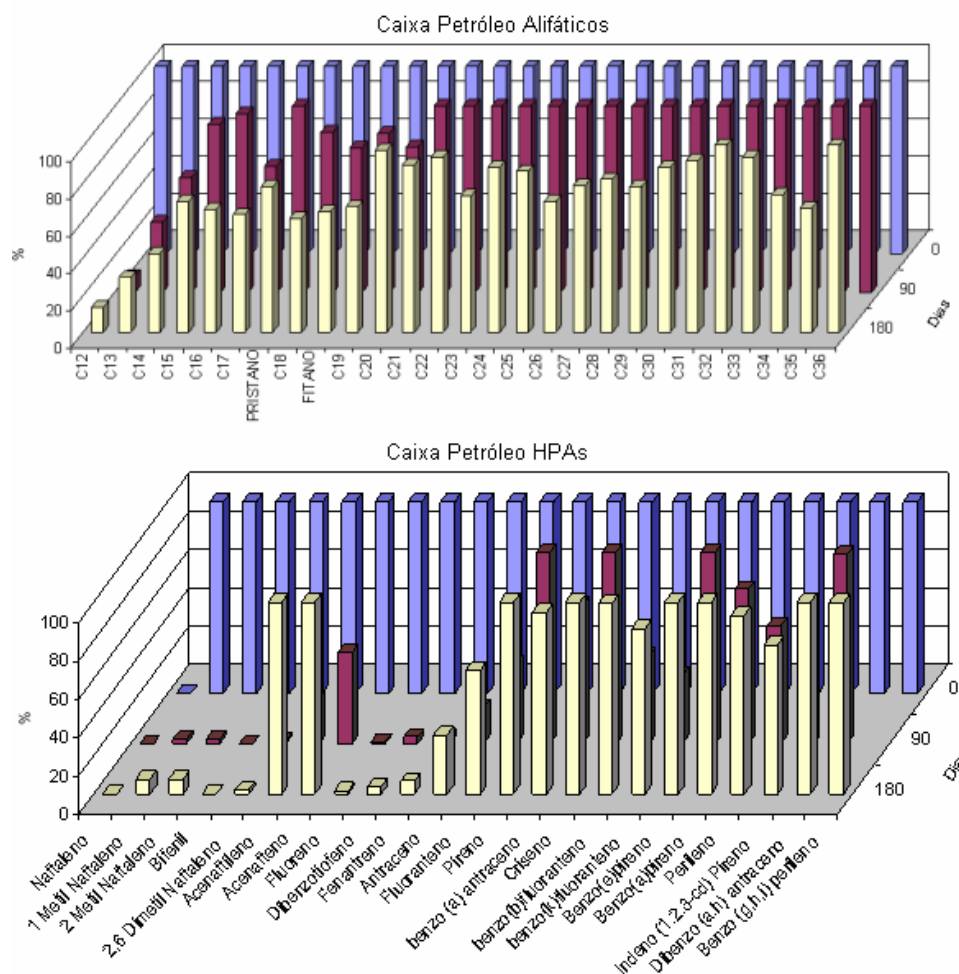 Caixa Petróleo Alifáticos
100
80
60
40
20
0
%
C12
C13
C14
C15
C16
C17
PRISTANO
C18
FITANO
C19
C20
C21
C22
C23
C24
C25
C26
C27
C28
C29
C30
C31
C32
C33
C34
C35
C36
0
90
180
Dias
Caixa Petróleo HPAs
100
80
60
40
20
0
%
Naftaleno
1 Metil Naftaleno
2 Metil Naftaleno
Bifenil
2,6 Dimetil Naftaleno
Acenaftileno
Acenafteno
Fluoreno
Dibenzotiofeno
Fenantreno
Antraceno
Fluoranteno
Pireno
benzo (a) antraceno
Criseno
benzo(b)fluoranteno
benzo(k)fluoranteno
Benzo(e)pireno
Benzo(a)pireno
Perileno
Indeno (1,2,3-cd) Pireno
Dibenzo (a,h) antraceno
Benzo (g,h,i) perileno
0
90
180